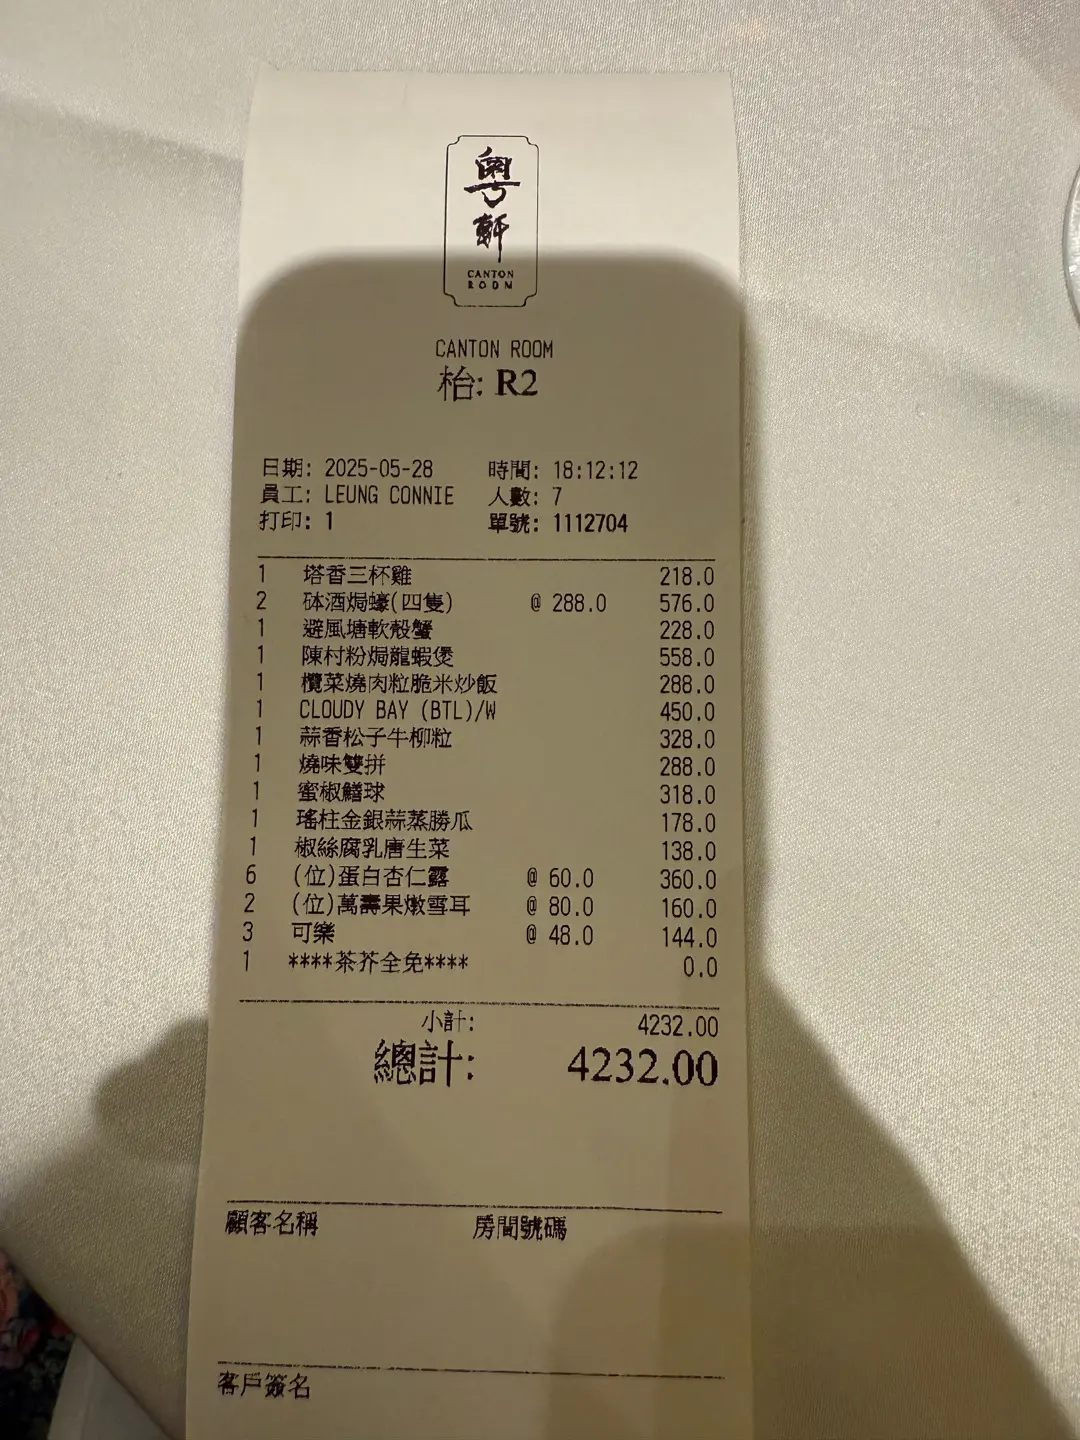 粵
軒
CANTON
ROOM
CANTON ROOM
枱: R2
日期: 2025-05-28 時間: 18:12:12
員工: LEUNG CONNIE 人數: 7
打印: 1 單號: 1112704
1 塔香三杯雞 218.0
2 砵酒焗蠔(四隻) @ 288.0 576.0
1 避風塘軟殼蟹 228.0
1 陳村粉焗龍蝦煲 558.0
1 欖菜燒肉粒脆米炒飯 288.0
1 CLOUDY BAY (BTL)/W 450.0
1 蒜香松子牛柳粒 328.0
1 燒味雙拼 288.0
1 蜜椒鱔球 318.0
1 瑤柱金銀蒜蒸勝瓜 178.0
1 椒絲腐乳唐生菜 138.0
6 (位)蛋白杏仁露 @ 60.0 360.0
2 (位)萬壽果燉雪耳 @ 80.0 160.0
3 可樂 @ 48.0 144.0
1 ****茶芥全免**** 0.0
小計: 4232.00
總計: 4232.00
顧客名稱 房間號碼
客戶簽名